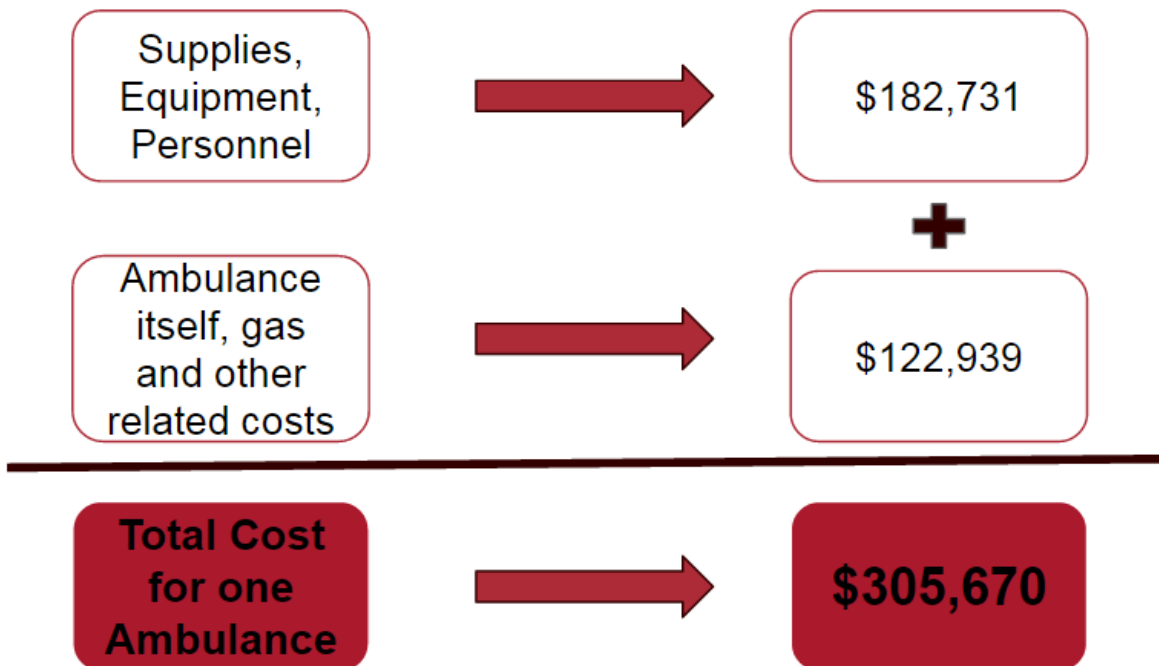 Supplies,
Equipment,
Personnel
$182,731
Ambulance
itself, gas
and other
related costs
$122,939
Total Cost
for one
Ambulance
$305,670